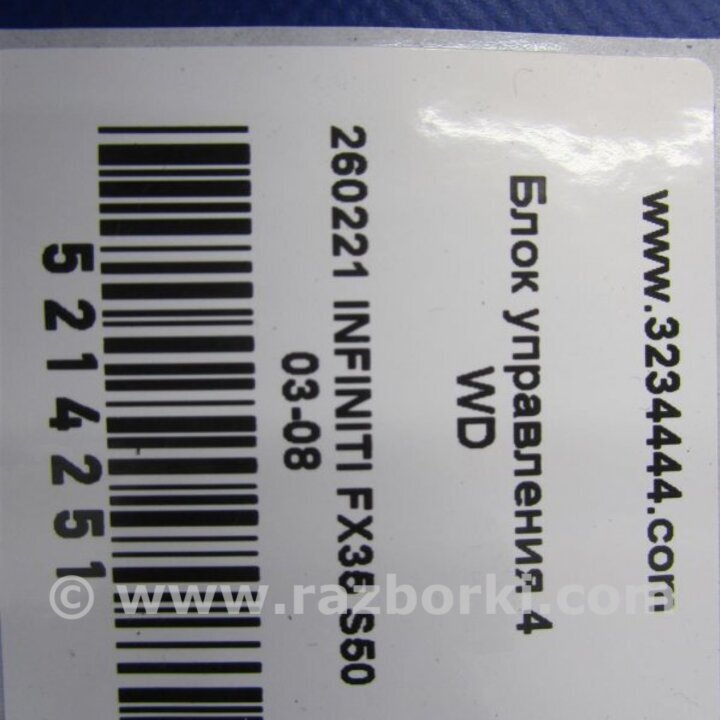 www.3234444.com
Блок управления 4
WD
260221 INFINITI FX35 S50
03-08
5214251
© www.razborki.com